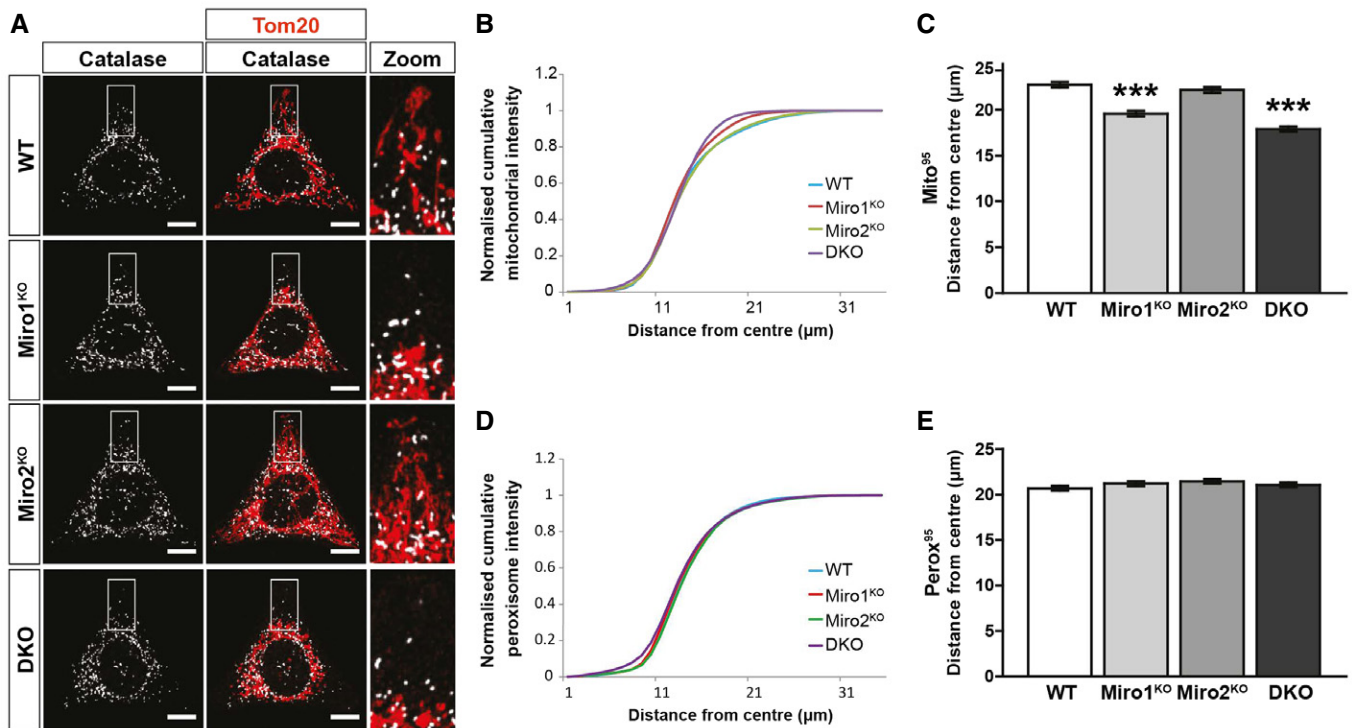 A
Tom20
Catalase
Catalase
Zoom
WT
Miro1KO
Miro2KO
DKO
B
Normalised cumulative
mitochondrial intensity
1.2
1
0.8
0.6
0.4
0.2
0
1
11
21
31
Distance from centre (µm)
WT
Miro1KO
Miro2KO
DKO
C
Mito95
Distance from centre (µm)
25
20
15
10
5
0
***
***
WT
Miro1KO
Miro2KO
DKO
D
Normalised cumulative
peroxisome intensity
1.2
1
0.8
0.6
0.4
0.2
0
1
11
21
31
Distance from centre (µm)
WT
Miro1KO
Miro2KO
DKO
E
Perox95
Distance from centre (µm)
25
20
15
10
5
0
WT
Miro1KO
Miro2KO
DKO